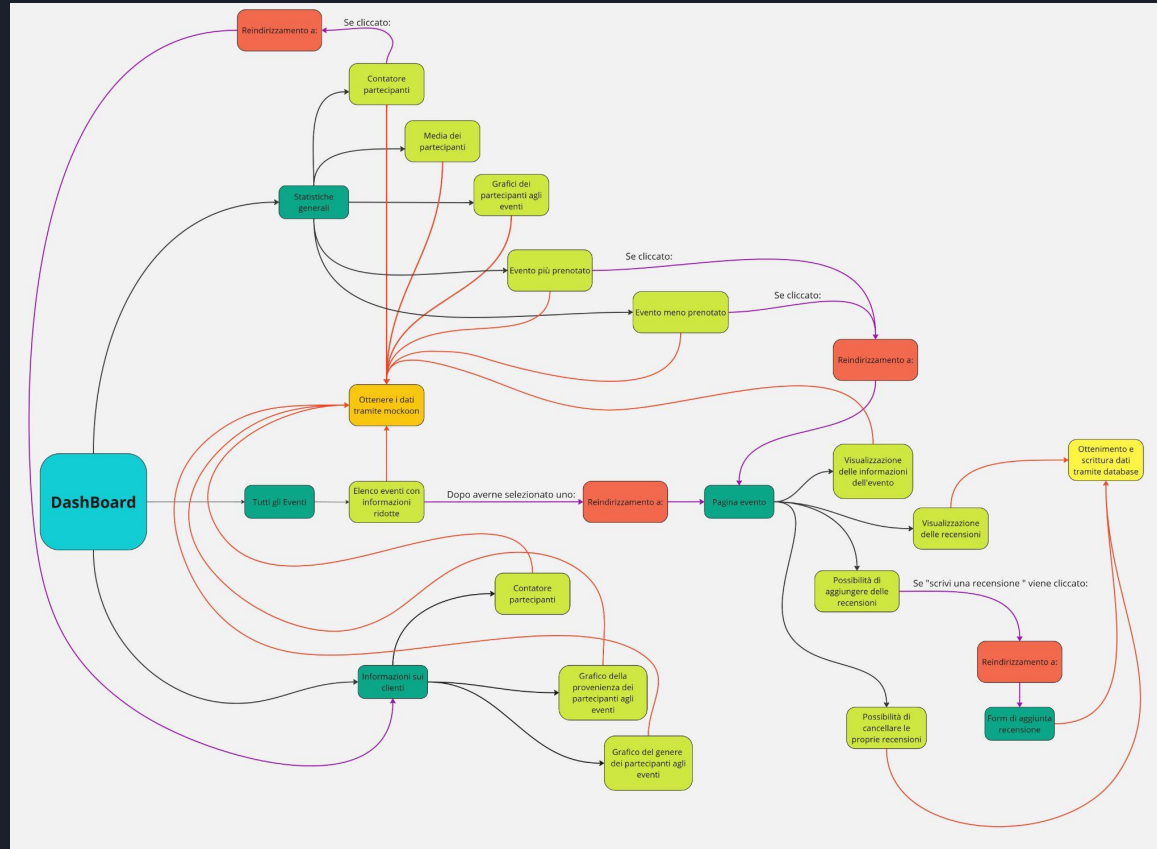 Reindirizzamento a:
Se cliccato:
Contatore
partecipanti
Media dei
partecipanti
Statistiche
generali
Grafici dei
partecipanti agli
eventi
Evento più prenotato
Se cliccato:
Evento meno prenotato
Se cliccato:
Reindirizzamento a:
Ottenere i dati
tramite mockoon
DashBoard
Tutti gli Eventi
Elenco eventi con
informazioni
ridotte
Dopo averne selezionato uno:
Reindirizzamento a:
Pagina evento
Visualizzazione
delle informazioni
dell'evento
Ottenimento e
scrittura dati
tramite database
Visualizzazione
delle recensioni
Possibilità di
aggiungere delle
recensioni
Se "scrivi una recensione " viene cliccato:
Reindirizzamento a:
Form di aggiunta
recensione
Possibilità di
cancellare le
proprie recensioni
Contatore
partecipanti
Informazioni sui
clienti
Grafico della
provenienza dei
partecipanti agli
eventi
Grafico del genere
dei partecipanti agli
eventi